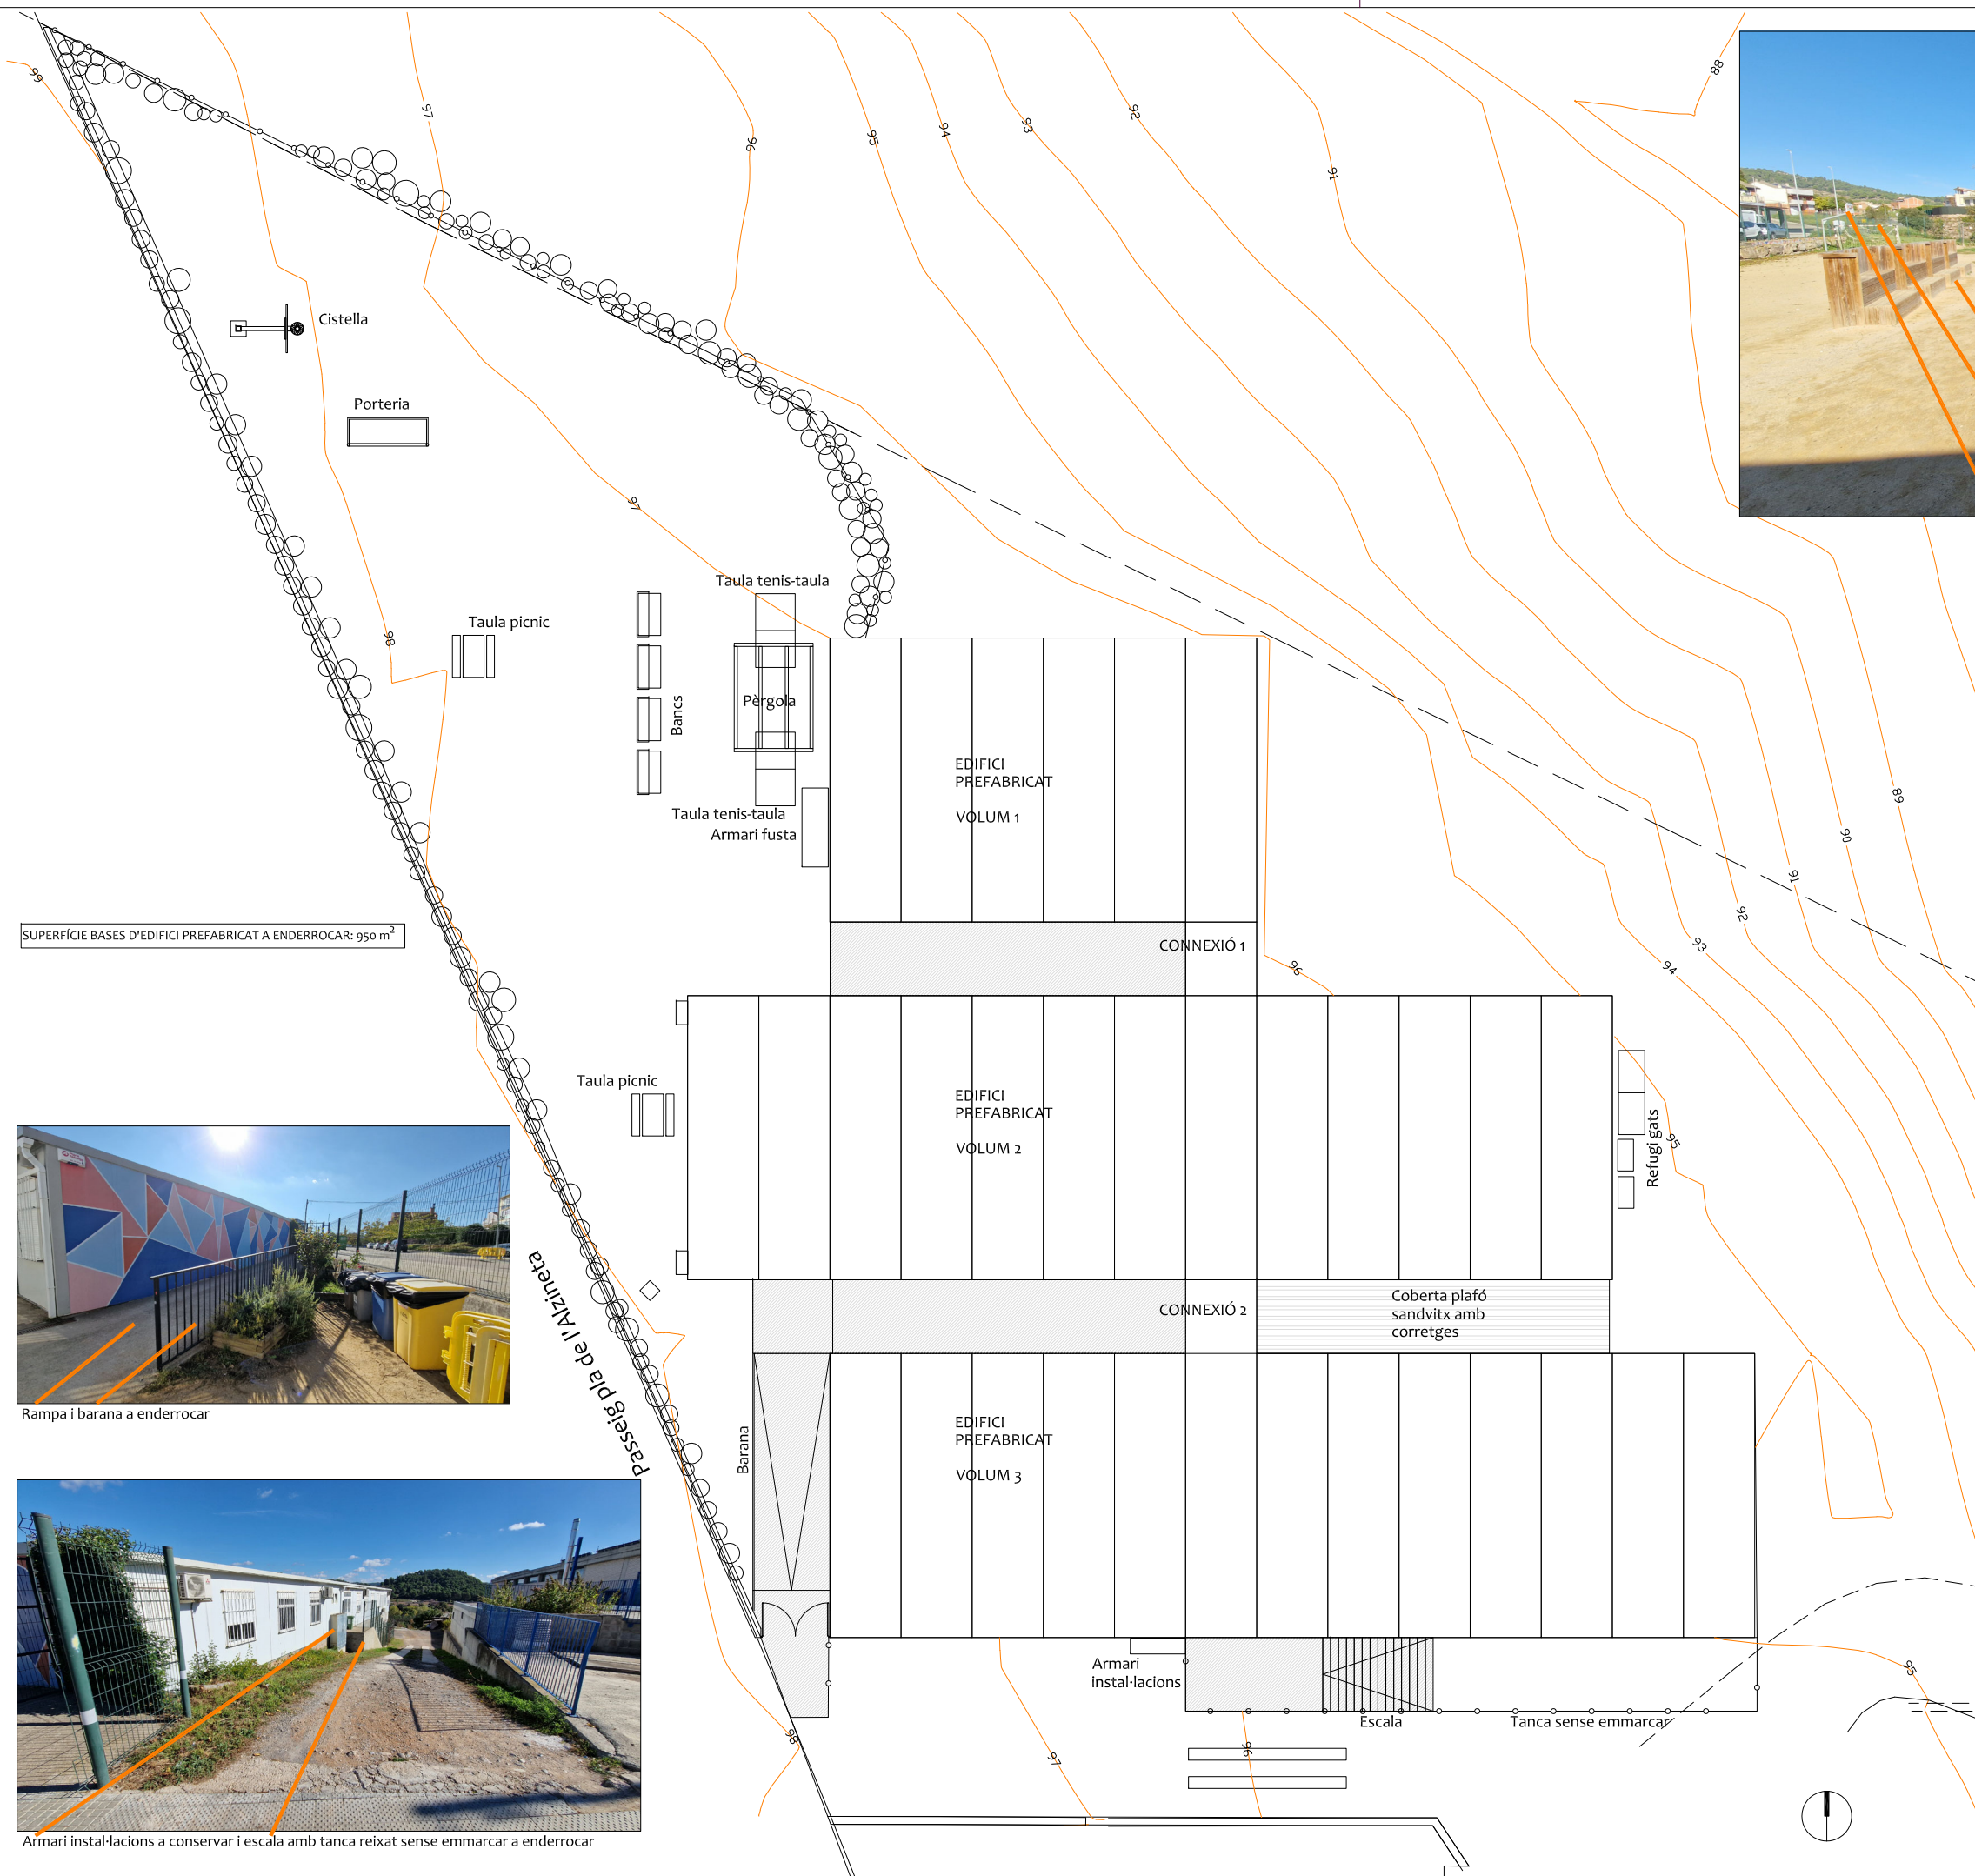 99
97
96
95
94
93
92
91
88
Cistella
Porteria
97
Taula tenis-taula
Taula picnic
98
Bancs
Pèrgola
EDIFICI
PREFABRICAT
VOLUM 1
Taula tenis-taula
Armari fusta
89
90
91
92
93
94
SUPERFÍCIE BASES D'EDIFICI PREFABRICAT A ENDERROCAR: 950 m²
CONNEXIÓ 1
96
Taula picnic
EDIFICI
PREFABRICAT
VOLUM 2
Refugi gats
95
Passeig pla de l'Alzineta
CONNEXIÓ 2
Coberta plafó
sandvitx amb
corretges
Rampa i barana a enderrocar
Barana
EDIFICI
PREFABRICAT
VOLUM 3
Armari
instal·lacions
Escala
Tanca sense emmarcar
95
98
97
96
Armari instal·lacions a conservar i escala amb tanca reixat sense emmarcar a enderrocar